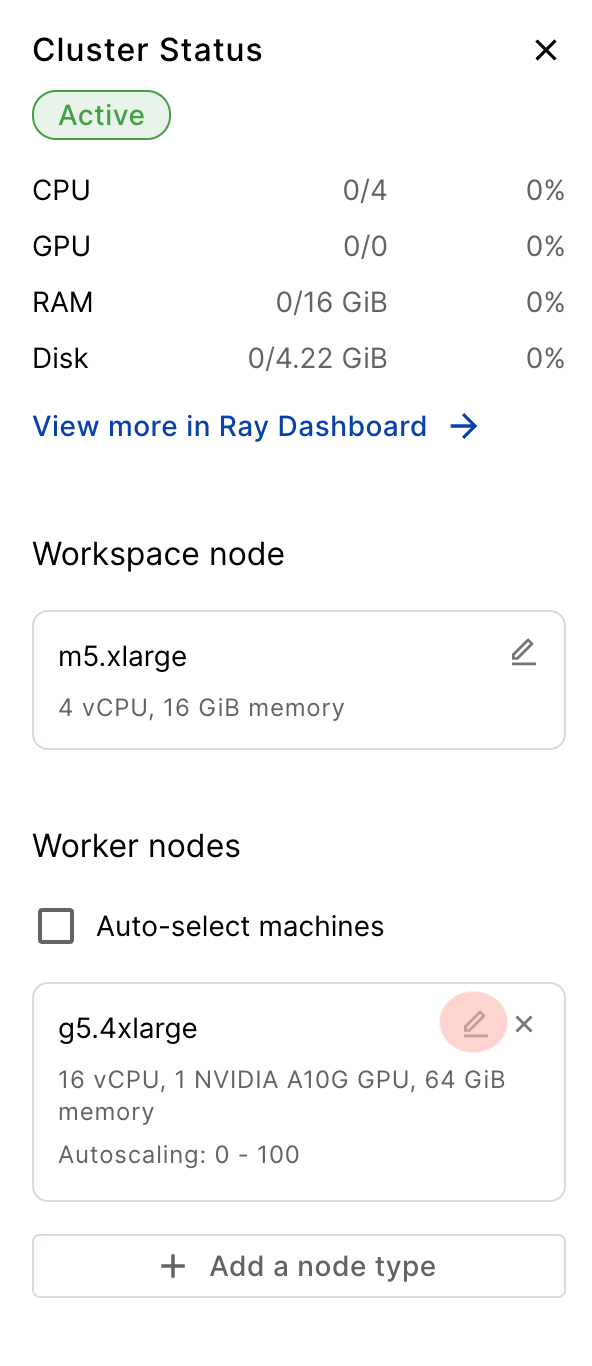 Cluster Status
Active
CPU 0/4 0%
GPU 0/0 0%
RAM 0/16 GiB 0%
Disk 0/4.22 GiB 0%
View more in Ray Dashboard
Workspace node
m5.xlarge
4 vCPU, 16 GiB memory
Worker nodes
Auto-select machines
g5.4xlarge
16 vCPU, 1 NVIDIA A10G GPU, 64 GiB
memory
Autoscaling: 0 - 100
Add a node type